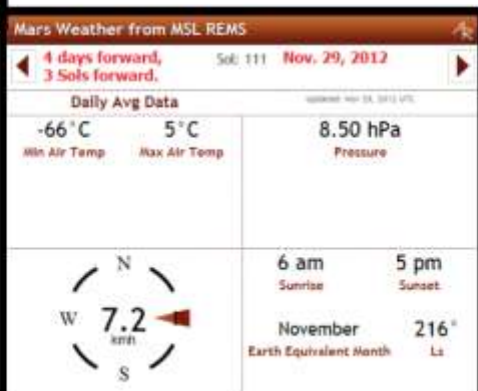 Mars Weather from MSL REMS
4 days forward,
3 Sols forward.
Sol: 111 Nov. 29, 2012
Daily Avg Data
-66°C 5°C
Min Air Temp Max Air Temp
8.50 hPa
Pressure
N
W 7.2
kmh
S
6 am 5 pm
Sunrise Sunset
November 216°
Earth Equivalent Month Ls